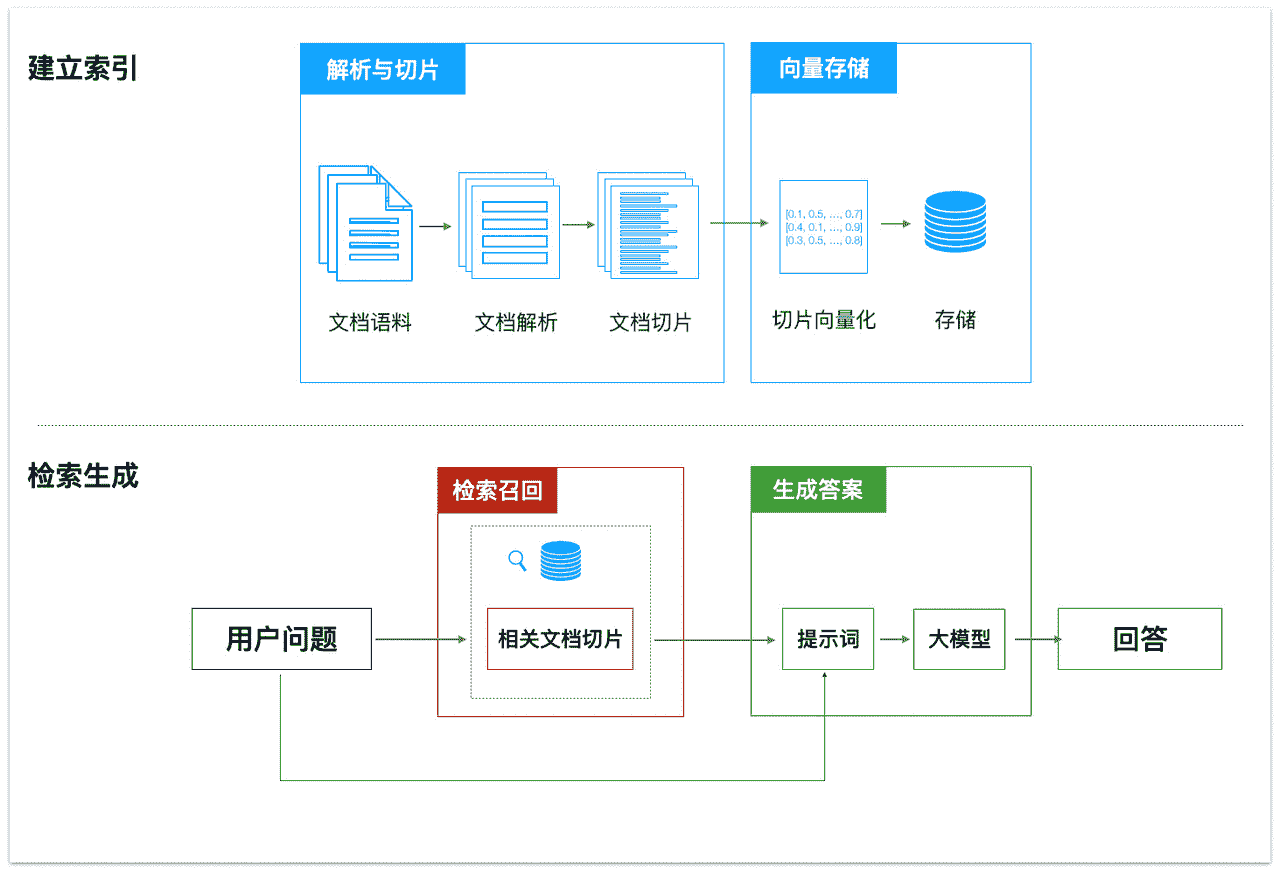 建立索引
解析与切片
向量存储
[0.1, 0.5, ..., 0.7]
[0.4, 0.1, ..., 0.9]
[0.3, 0.5, ..., 0.8]
文档语料
文档解析
文档切片
切片向量化
存储
检索生成
检索召回
生成答案
用户问题
相关文档切片
提示词
大模型
回答